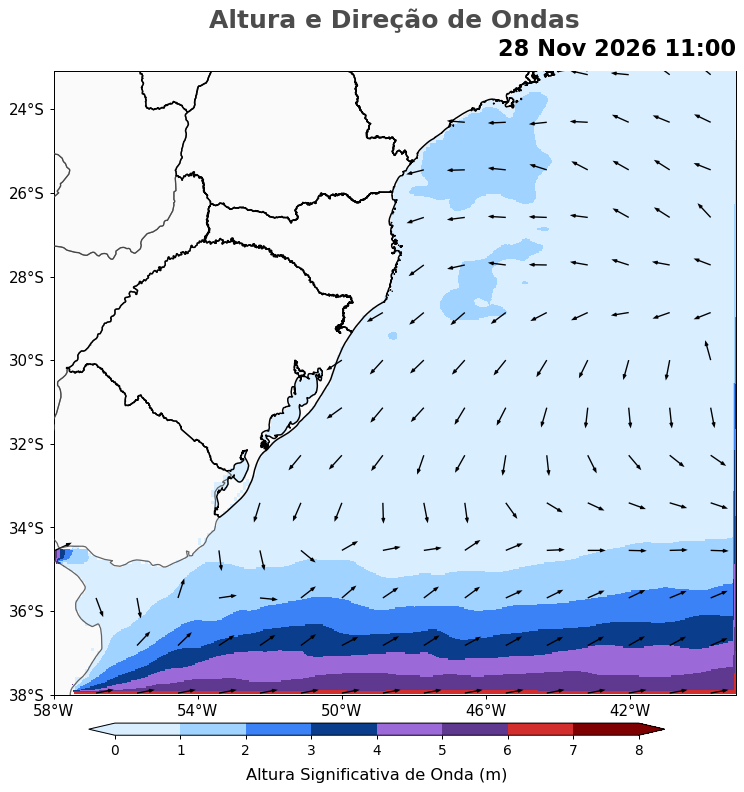 Altura e Direção de Ondas
28 Nov 2026 11:00
24°S
26°S
28°S
30°S
32°S
34°S
36°S
38°S
58°W 54°W 50°W 46°W 42°W
0 1 2 3 4 5 6 7 8
Altura Significativa de Onda (m)